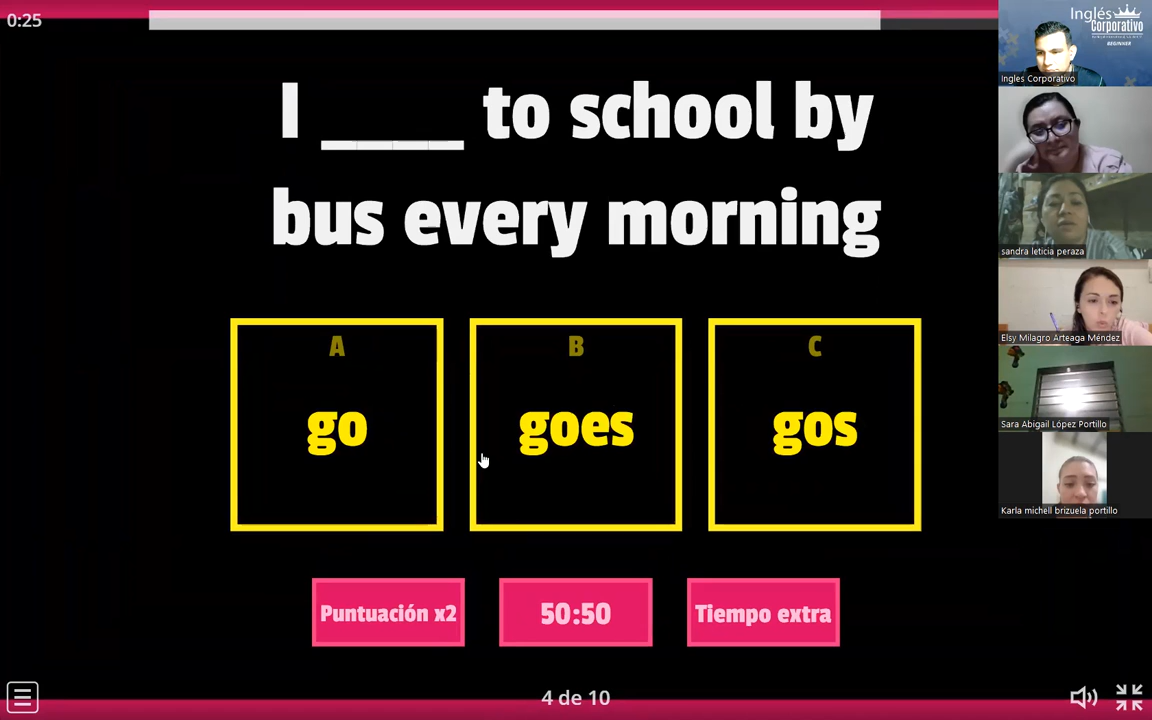 0:25
I ____ to school by
bus every morning
A
B
C
go
goes
gos
Puntuación x2
50:50
Tiempo extra
4 de 10
Inglés
Corporativo
BEGINNER
Ingles Corporativo
sandra leticia peraza
Elsy Milagro Arteaga Méndez
Sara Abigail López Portillo
Karla michell brizuela portillo